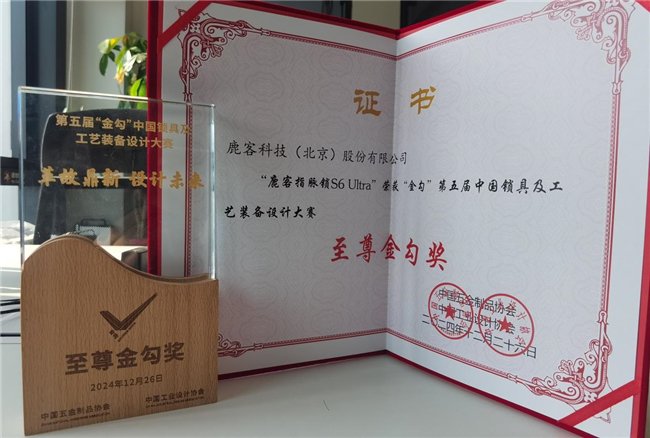 第五届“金勾”中国锁具及
工艺装备设计大赛
革故鼎新 设计未来
至尊金勾奖
2024年12月26日
中国五金制品协会
中国工业设计协会
证书
鹿客科技（北京）股份有限公司
“鹿客指脉锁S6 Ultra”荣获“金勾”第五届中国锁具及工
艺装备设计大赛
至尊金勾奖
中国五金制品协会
中国工业设计协会
二〇二四年十二月二十六日